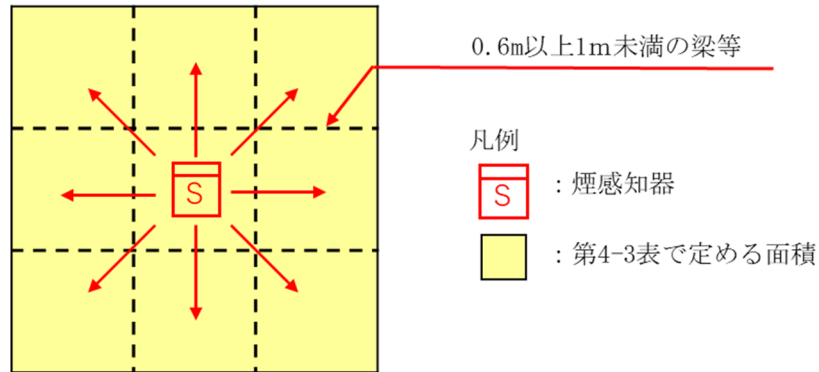 0.6m以上1m未満の梁等
凡例
S
S
：煙感知器
：第4-3表で定める面積